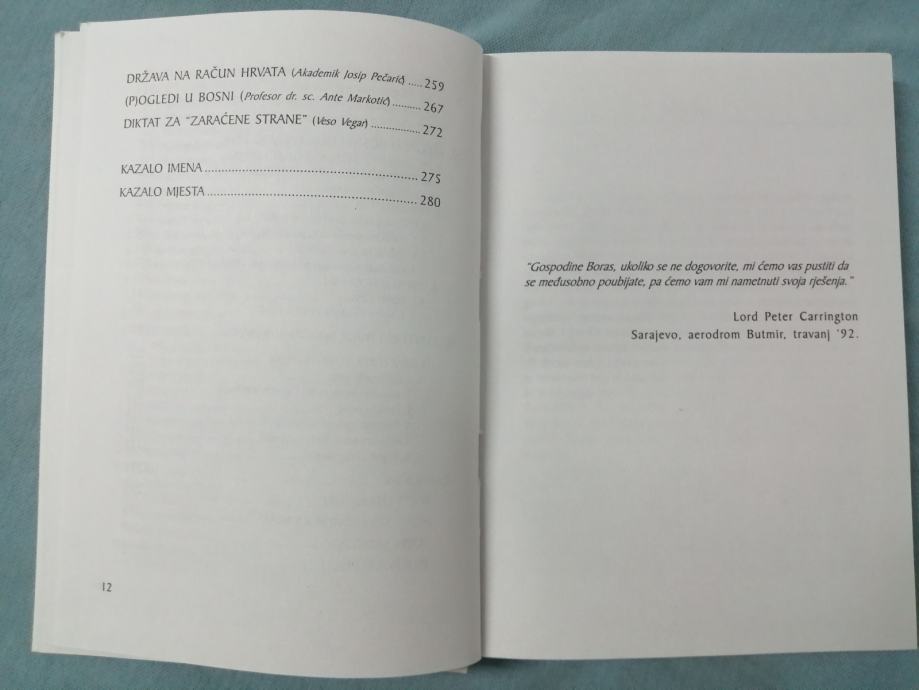 DRŽAVA NA RAČUN HRVATA (Akademik Josip Pečarić) ..... 259
(P)OGLEDI U BOSNI (Profesor dr. sc. Ante Markotić) .......... 267
DIKTAT ZA "ZARAĆENE STRANE" (Veso Vegar) ................. 272
KAZALO IMENA ............................................................. 275
KAZALO MJESTA ............................................................ 280
12
"Gospodine Boras, ukoliko se ne dogovorite, mi ćemo vas pustiti da
se međusobno poubijate, pa ćemo vam mi nametnuti svoja rješenja."
Lord Peter Carrington
Sarajevo, aerodrom Butmir, travanj '92.